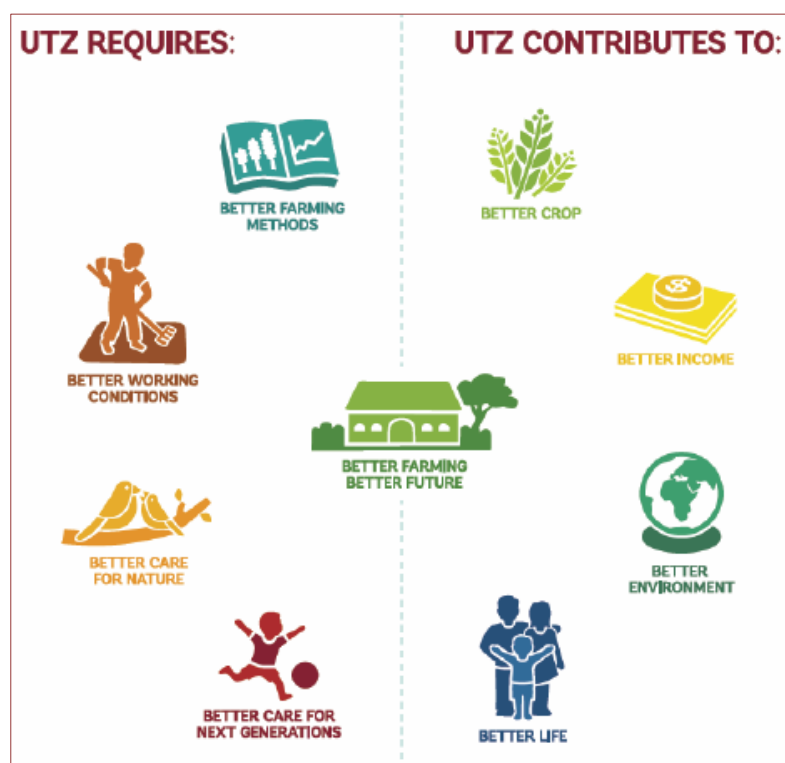 UTZ REQUIRES:
UTZ CONTRIBUTES TO:
BETTER FARMING
METHODS
BETTER CROP
BETTER WORKING
CONDITIONS
BETTER INCOME
BETTER FARMING
BETTER FUTURE
BETTER CARE
FOR NATURE
BETTER
ENVIRONMENT
BETTER CARE FOR
NEXT GENERATIONS
BETTER LIFE
$